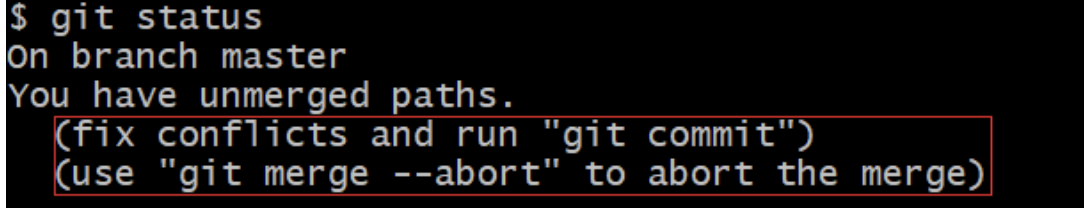 $ git status
On branch master
You have unmerged paths.
  (fix conflicts and run "git commit")
  (use "git merge --abort" to abort the merge)